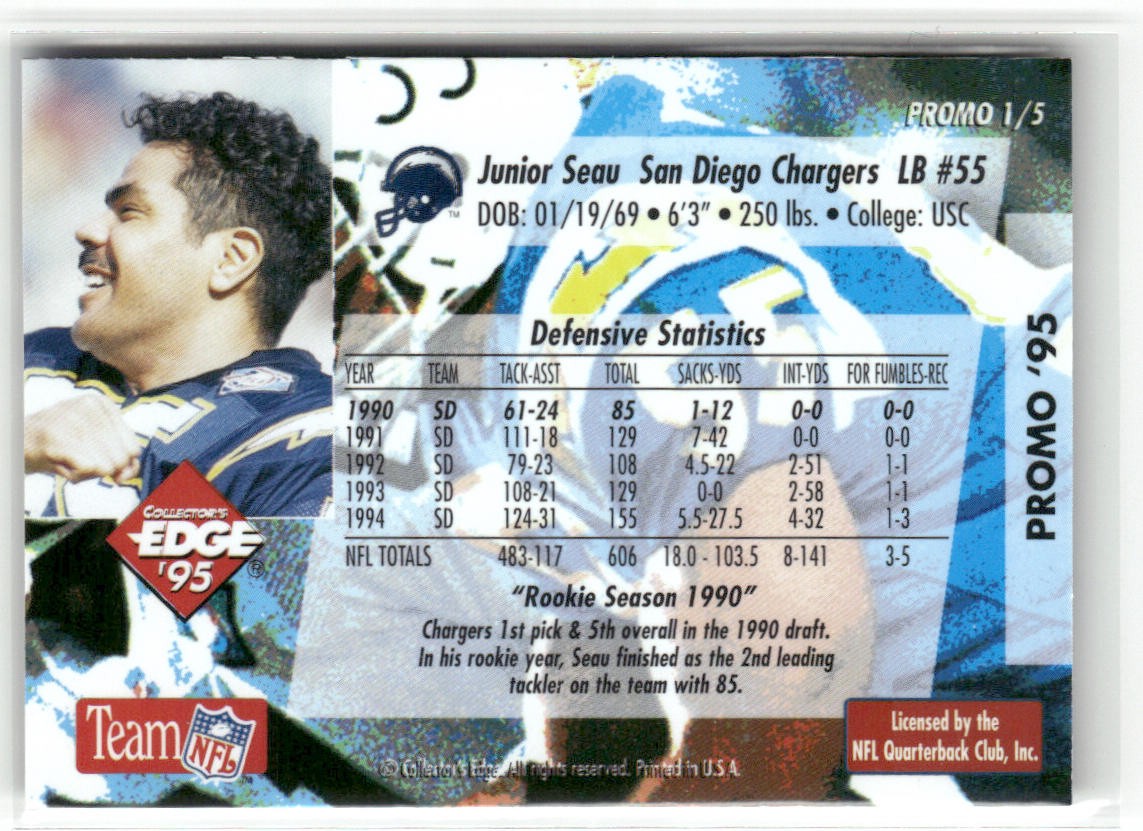 PROMO 1/5
Junior Seau San Diego Chargers LB #55
DOB: 01/19/69 • 6'3" • 250 lbs. • College: USC
TM
Defensive Statistics
YEAR TEAM TACK-ASST TOTAL SACKS-YDS INT-YDS FOR FUMBLES-REC
1990 SD 61-24 85 1-12 0-0 0-0
1991 SD 111-18 129 7-42 0-0 0-0
1992 SD 79-23 108 4.5-22 2-51 1-1
1993 SD 108-21 129 0-0 2-58 1-1
1994 SD 124-31 155 5.5-27.5 4-32 1-3
NFL TOTALS 483-117 606 18.0 - 103.5 8-141 3-5
"Rookie Season 1990"
Chargers 1st pick & 5th overall in the 1990 draft.
In his rookie year, Seau finished as the 2nd leading
tackler on the team with 85.
PROMO '95
COLLECTOR'S
EDGE
'95 ®
Team NFL
Licensed by the
NFL Quarterback Club, Inc.
© Collector's Edge. All rights reserved. Printed in U.S.A.